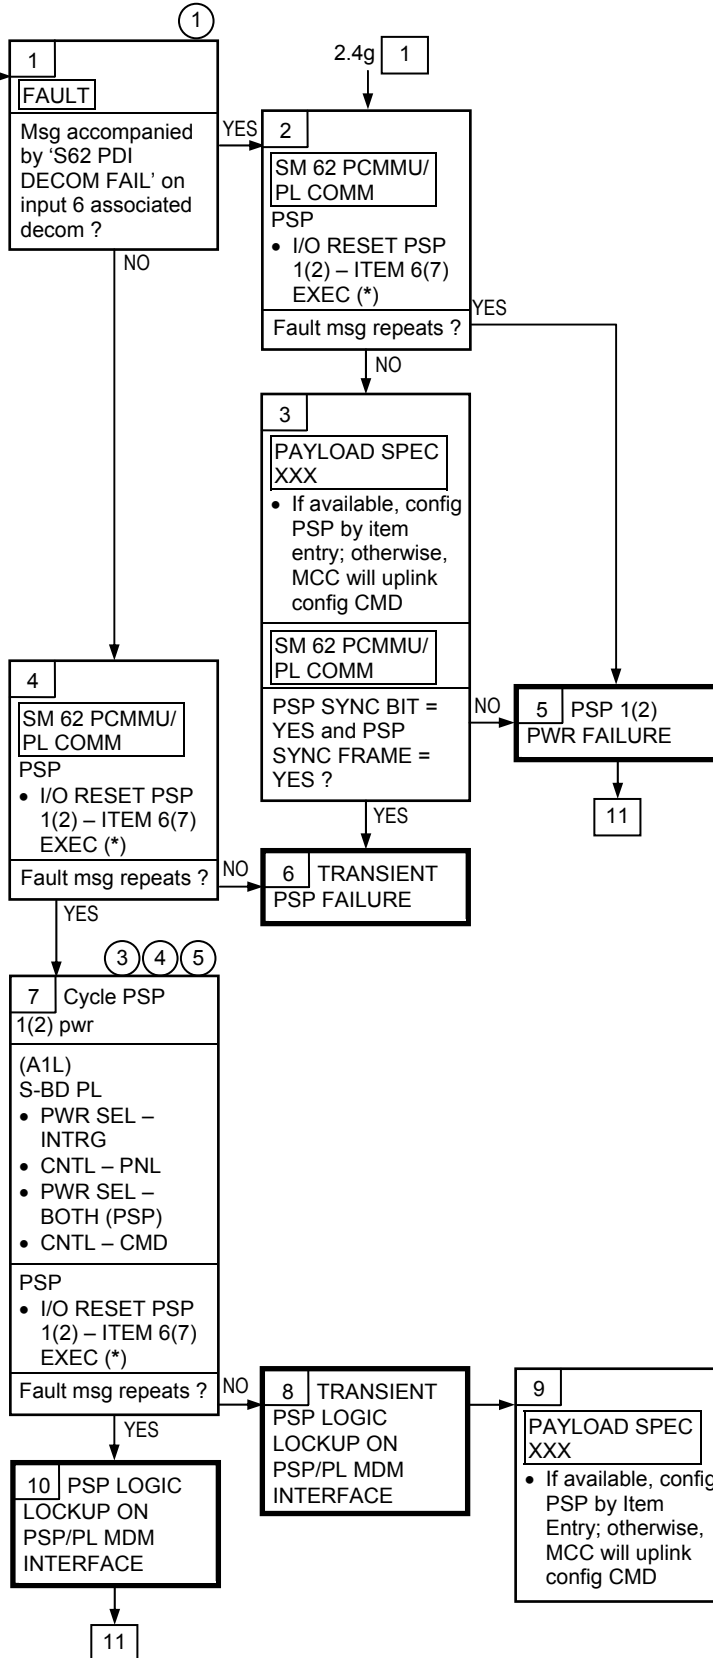 1
1
FAULT
Msg accompanied
by ‘S62 PDI
DECOM FAIL’ on
input 6 associated
decom ?
YES
NO
2.4g 1
2
SM 62 PCMMU/
PL COMM
PSP
• I/O RESET PSP
1(2) – ITEM 6(7)
EXEC (*)
Fault msg repeats ?
YES
NO
3
PAYLOAD SPEC
XXX
• If available, config
PSP by item
entry; otherwise,
MCC will uplink
config CMD
SM 62 PCMMU/
PL COMM
PSP SYNC BIT =
YES and PSP
SYNC FRAME =
YES ?
NO
YES
4
SM 62 PCMMU/
PL COMM
PSP
• I/O RESET PSP
1(2) – ITEM 6(7)
EXEC (*)
Fault msg repeats ?
NO
YES
5 PSP 1(2)
PWR FAILURE
11
6 TRANSIENT
PSP FAILURE
3 4 5
7 Cycle PSP
1(2) pwr
(A1L)
S-BD PL
• PWR SEL –
INTRG
• CNTL – PNL
• PWR SEL –
BOTH (PSP)
• CNTL – CMD
PSP
• I/O RESET PSP
1(2) – ITEM 6(7)
EXEC (*)
Fault msg repeats ?
NO
YES
8 TRANSIENT
PSP LOGIC
LOCKUP ON
PSP/PL MDM
INTERFACE
9
PAYLOAD SPEC
XXX
• If available, config
PSP by Item
Entry; otherwise,
MCC will uplink
config CMD
10 PSP LOGIC
LOCKUP ON
PSP/PL MDM
INTERFACE
11